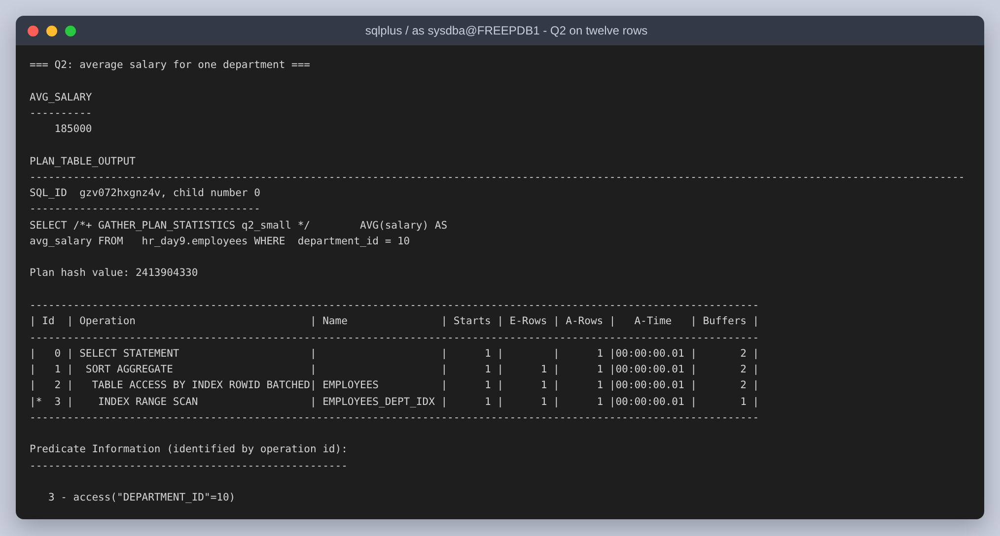 sqlplus / as sysdba@FREEPDB1 - Q2 on twelve rows
=== Q2: average salary for one department ===
AVG_SALARY
----------
    185000
PLAN_TABLE_OUTPUT
------------------------------------------------------------------------------------------------------------------------------------------------------
SQL_ID  gzv072hxgnz4v, child number 0
-------------------------------------
SELECT /*+ GATHER_PLAN_STATISTICS q2_small */        AVG(salary) AS
avg_salary FROM   hr_day9.employees WHERE  department_id = 10
Plan hash value: 2413904330
---------------------------------------------------------------------------------------------------------------------
| Id  | Operation                            | Name               | Starts | E-Rows | A-Rows |   A-Time   | Buffers |
---------------------------------------------------------------------------------------------------------------------
|   0 | SELECT STATEMENT                     |                    |      1 |        |      1 |00:00:00.01 |       2 |
|   1 |  SORT AGGREGATE                      |                    |      1 |      1 |      1 |00:00:00.01 |       2 |
|   2 |   TABLE ACCESS BY INDEX ROWID BATCHED| EMPLOYEES          |      1 |      1 |      1 |00:00:00.01 |       2 |
|*  3 |    INDEX RANGE SCAN                  | EMPLOYEES_DEPT_IDX |      1 |      1 |      1 |00:00:00.01 |       1 |
---------------------------------------------------------------------------------------------------------------------
Predicate Information (identified by operation id):
---------------------------------------------------
   3 - access("DEPARTMENT_ID"=10)